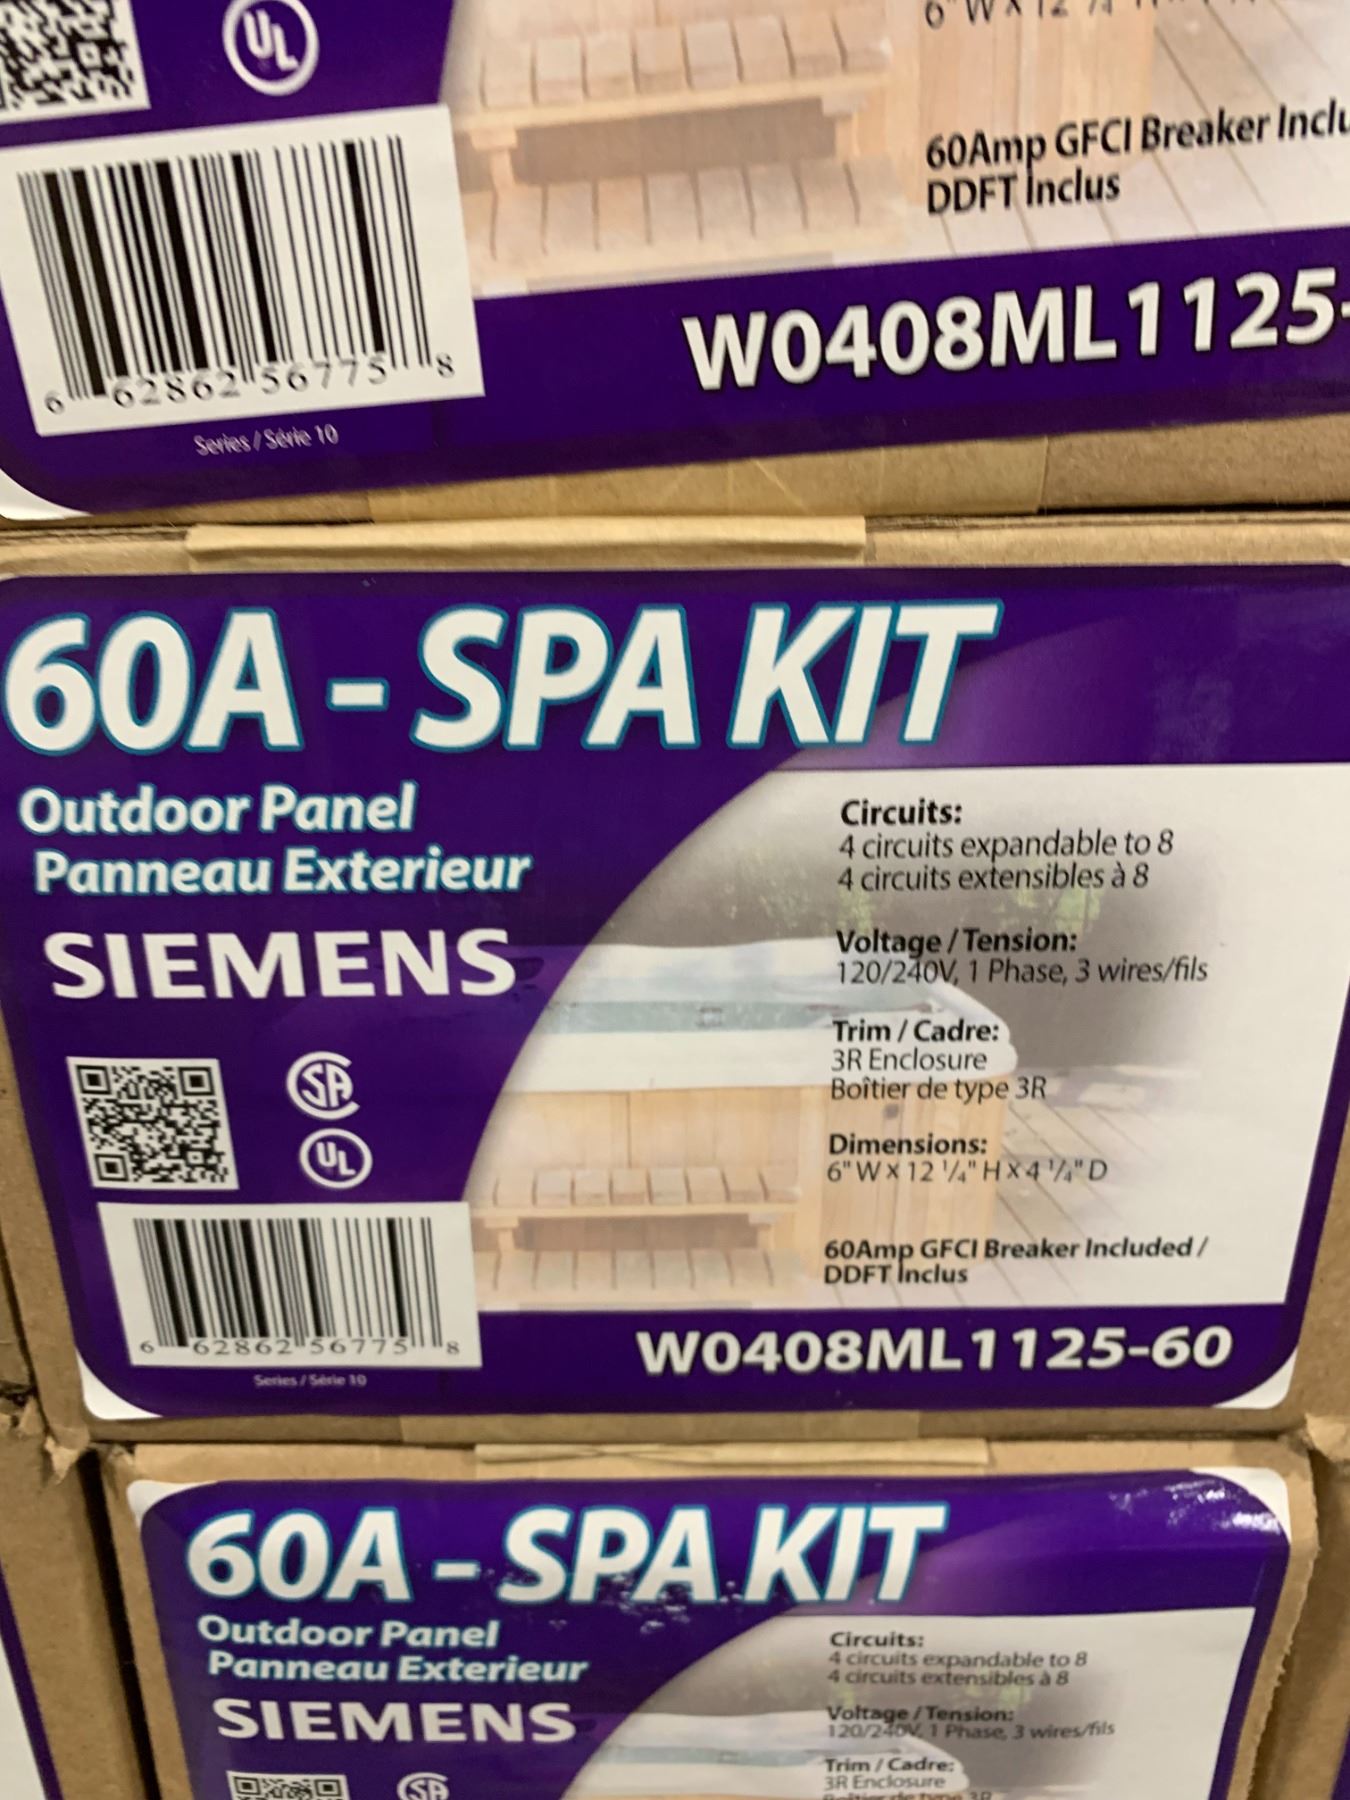 60Amp GFCI Breaker
DDFT Inclus
W0408ML1125-
6 62862 56775 8
Series / Série 10
60A - SPA KIT
Outdoor Panel
Panneau Exterieur
SIEMENS
Circuits:
4 circuits expandable to 8
4 circuits extensibles à 8
Voltage / Tension:
120/240V, 1 Phase, 3 wires/fils
Trim / Cadre:
3R Enclosure
Boîtier de type 3R
Dimensions:
6" W x 12 1/4" H x 4 1/4" D
60Amp GFCI Breaker Included /
DDFT Inclus
SA
UL
6 62862 56775 8
Series / Série 10
W0408ML1125-60
60A - SPA KIT
Outdoor Panel
Panneau Exterieur
SIEMENS
Circuits:
4 circuits expandable to 8
4 circuits extensibles à 8
Voltage / Tension:
120/240V, 1 Phase, 3 wires/fils
Trim / Cadre:
3R Enclosure